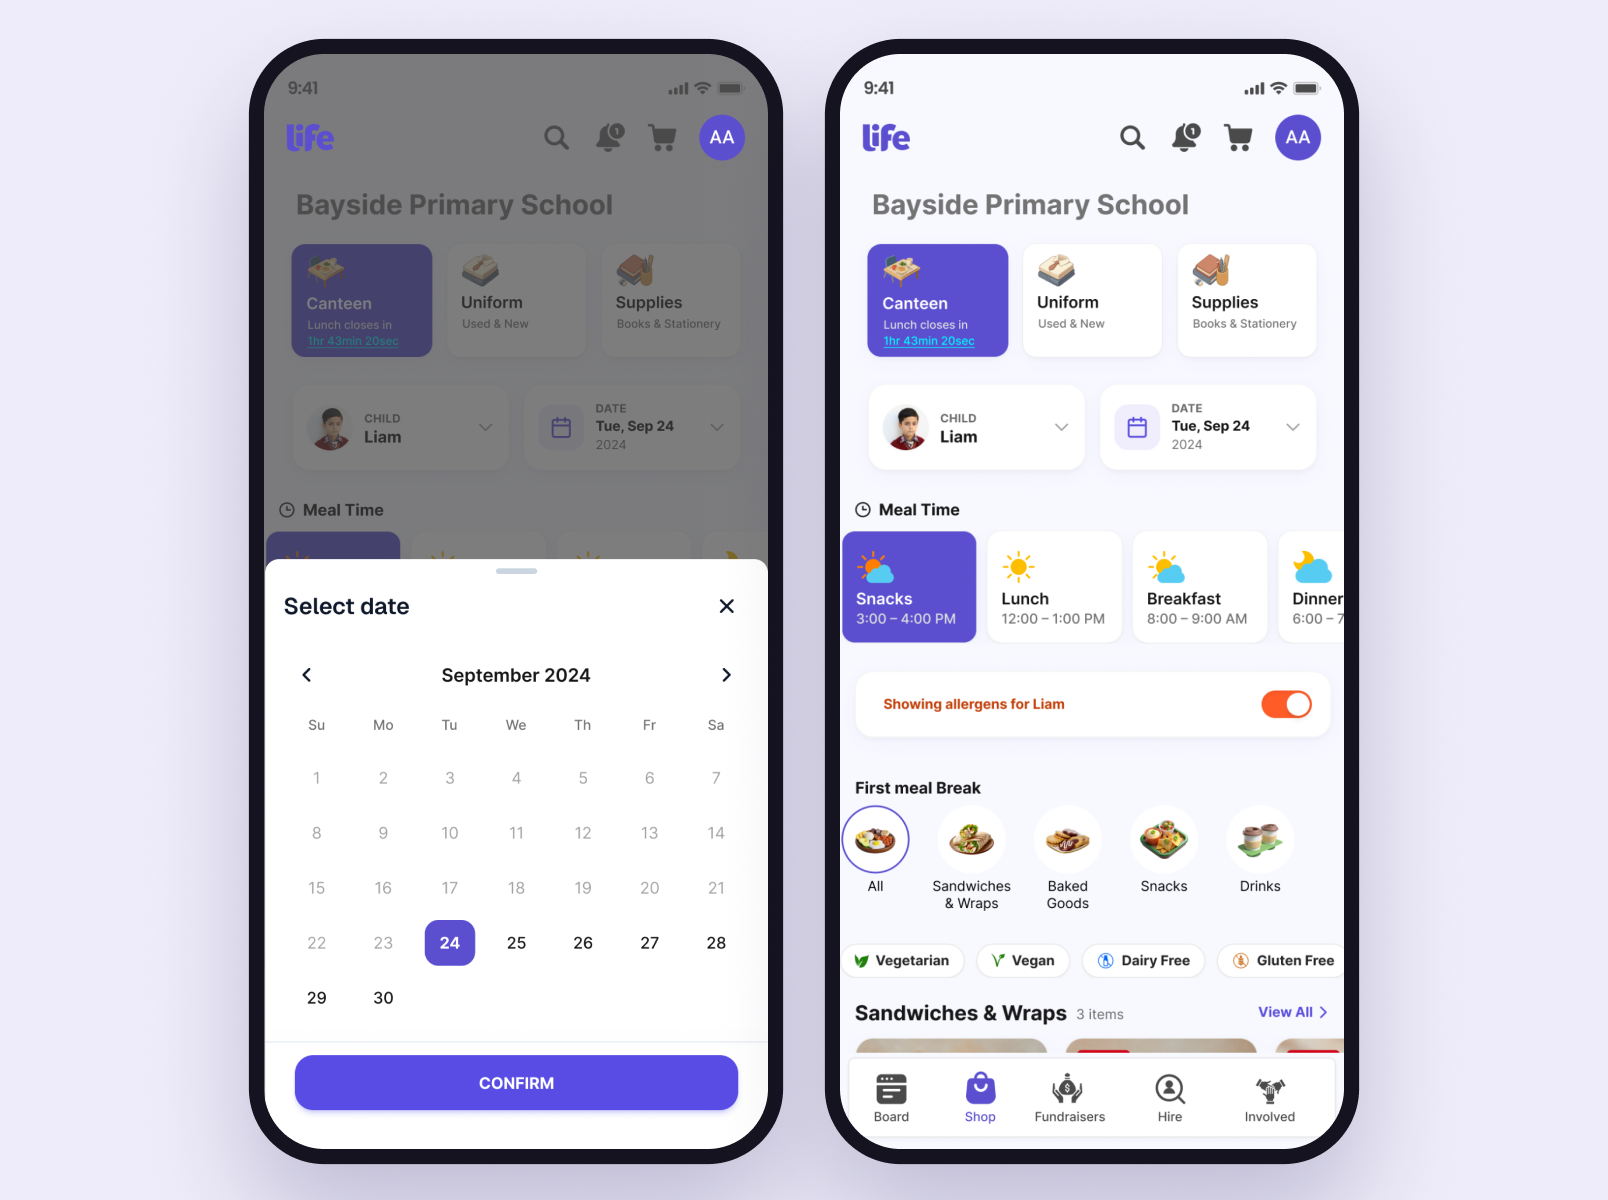 9:41
life
1
AA
Bayside Primary School
Canteen
Lunch closes in
1hr 43min 20sec
Uniform
Used & New
Supplies
Books & Stationery
CHILD
Liam
DATE
Tue, Sep 24
2024
Meal Time
Select date
September 2024
Su Mo Tu We Th Fr Sa
1 2 3 4 5 6 7
8 9 10 11 12 13 14
15 16 17 18 19 20 21
22 23 24 25 26 27 28
29 30
CONFIRM
9:41
life
1
AA
Bayside Primary School
Canteen
Lunch closes in
1hr 43min 20sec
Uniform
Used & New
Supplies
Books & Stationery
CHILD
Liam
DATE
Tue, Sep 24
2024
Meal Time
Snacks
3:00 – 4:00 PM
Lunch
12:00 – 1:00 PM
Breakfast
8:00 – 9:00 AM
Dinner
6:00 – 7
Showing allergens for Liam
First meal Break
All
Sandwiches
& Wraps
Baked
Goods
Snacks
Drinks
Vegetarian
Vegan
Dairy Free
Gluten Free
Sandwiches & Wraps 3 items
View All
Board
Shop
Fundraisers
Hire
Involved